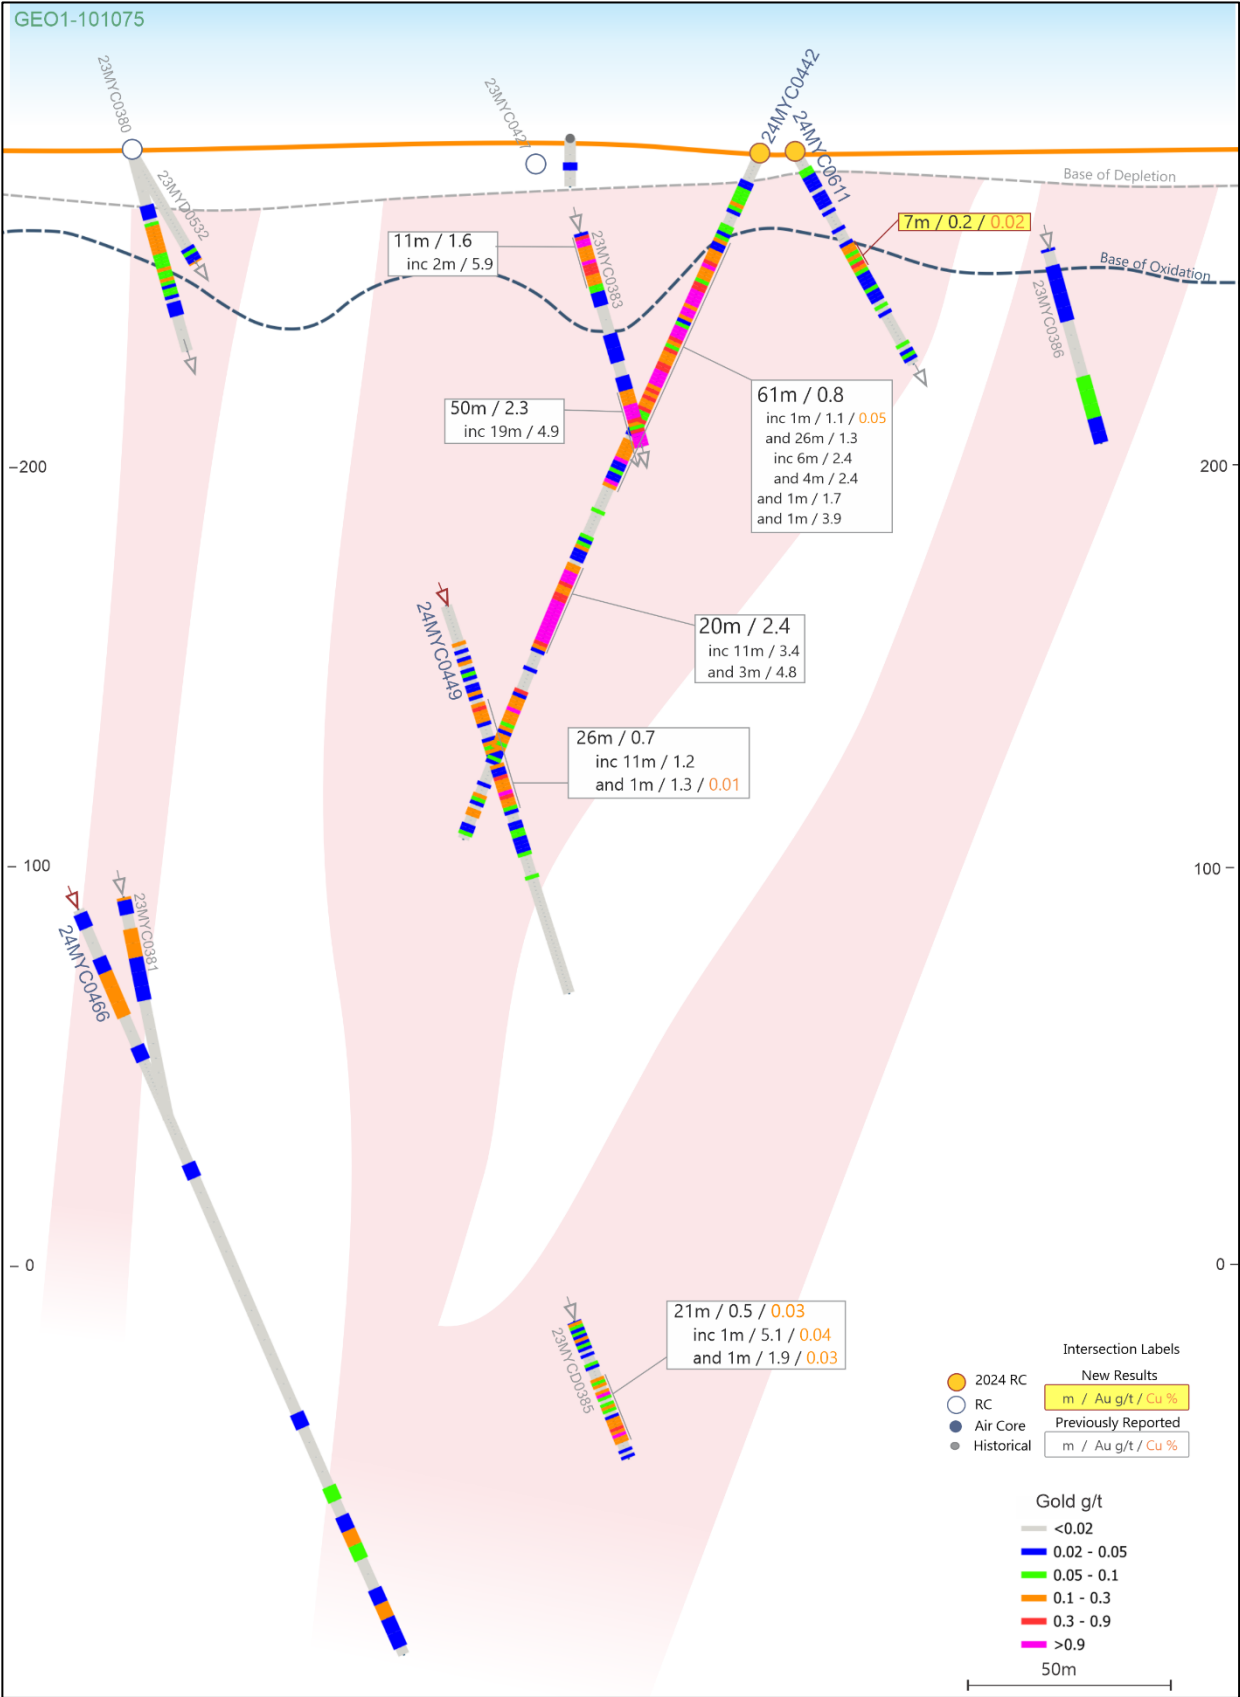 GEO1-101075
23MYC0380
23MYC0427
24MYC0442
24MYC0611
23MYD0532
Base of Depletion
7m / 0.2 / 0.02
11m / 1.6
inc 2m / 5.9
23MYC0383
Base of Oxidation
23MYC0386
61m / 0.8
inc 1m / 1.1 / 0.05
and 26m / 1.3
inc 6m / 2.4
and 4m / 2.4
and 1m / 1.7
and 1m / 3.9
50m / 2.3
inc 19m / 4.9
200
200
24MYC0449
20m / 2.4
inc 11m / 3.4
and 3m / 4.8
26m / 0.7
inc 11m / 1.2
and 1m / 1.3 / 0.01
100
100
23MYC0381
24MYC0466
0
0
21m / 0.5 / 0.03
inc 1m / 5.1 / 0.04
and 1m / 1.9 / 0.03
23MYCD0385
Intersection Labels
2024 RC
New Results
RC
m / Au g/t / Cu %
Air Core
Previously Reported
Historical
m / Au g/t / Cu %
Gold g/t
<0.02
0.02 - 0.05
0.05 - 0.1
0.1 - 0.3
0.3 - 0.9
>0.9
50m